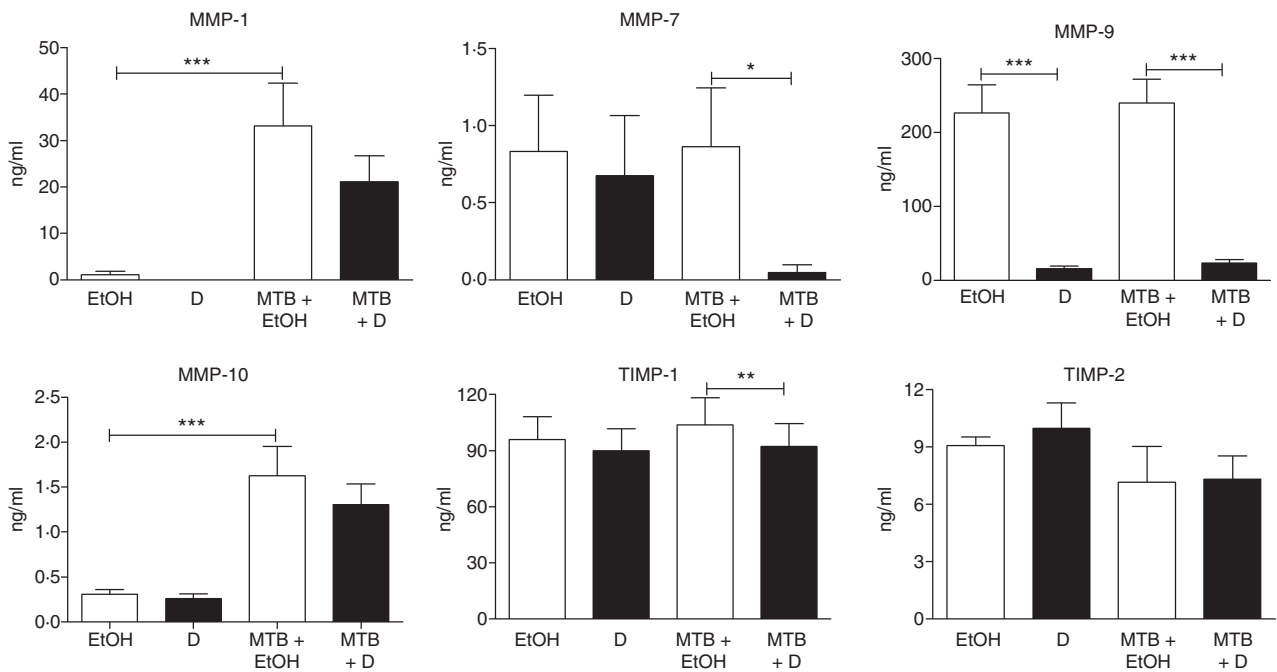 MMP-1
50
40
30
20
10
0
ng/ml
***
EtOH
D
MTB +
EtOH
MTB
+ D
MMP-7
1·5
1·0
0·5
0·0
ng/ml
*
EtOH
D
MTB +
EtOH
MTB
+ D
MMP-9
300
200
100
0
ng/ml
***
***
EtOH
D
MTB +
EtOH
MTB
+ D
MMP-10
2·5
2·0
1·5
1·0
0·5
0·0
ng/ml
***
EtOH
D
MTB +
EtOH
MTB
+ D
TIMP-1
120
90
60
30
0
ng/ml
**
EtOH
D
MTB +
EtOH
MTB
+ D
TIMP-2
12
9
6
3
0
ng/ml
EtOH
D
MTB +
EtOH
MTB
+ D